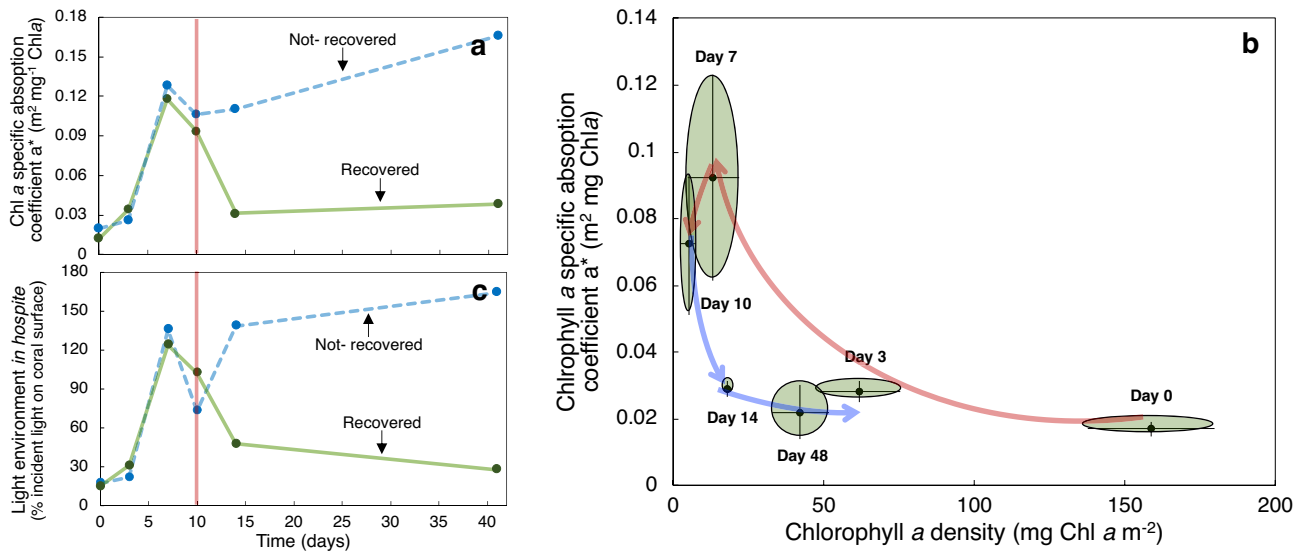 Chl a specific absoption
coefficient a* (m² mg⁻¹ Chla)
0.18
0.15
0.12
0.09
0.06
0.03
0
a
Not- recovered
Recovered
Light environment in hospite
(% incident light on coral surface)
180
150
120
90
60
30
0
c
Not- recovered
Recovered
0
5
10
15
20
25
30
35
40
Time (days)
Chlrophyll a specific absoption
coefficient a* (m² mg Chla)
0.14
0.12
0.1
0.08
0.06
0.04
0.02
0
b
Day 7
Day 10
Day 3
Day 0
Day 14
Day 48
0
50
100
150
200
Chlorophyll a density (mg Chl a m⁻²)